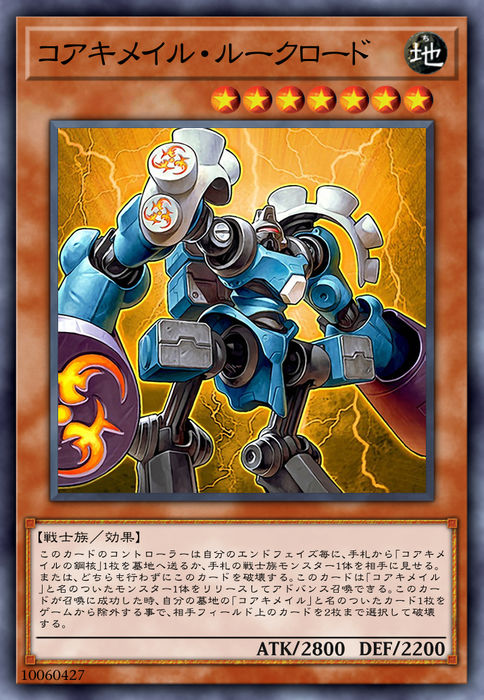 コアキメイル・ルークロード
ち
地
【戦士族／効果】
このカードのコントローラーは自分のエンドフェイズ毎に、手札から「コアキメ
イルの鋼核」1枚を墓地へ送るか、手札の戦士族モンスター1体を相手に見せる。
または、どちらも行わずにこのカードを破壊する。このカードは「コアキメイル」
と名のついたモンスター1体をリリースしてアドバンス召喚できる。このカー
ドが召喚に成功した時、自分の墓地の「コアキメイル」と名のついたカード1枚を
ゲームから除外する事で、相手フィールド上のカードを2枚まで選択して破壊
する。
ATK/2800 DEF/2200
10060427